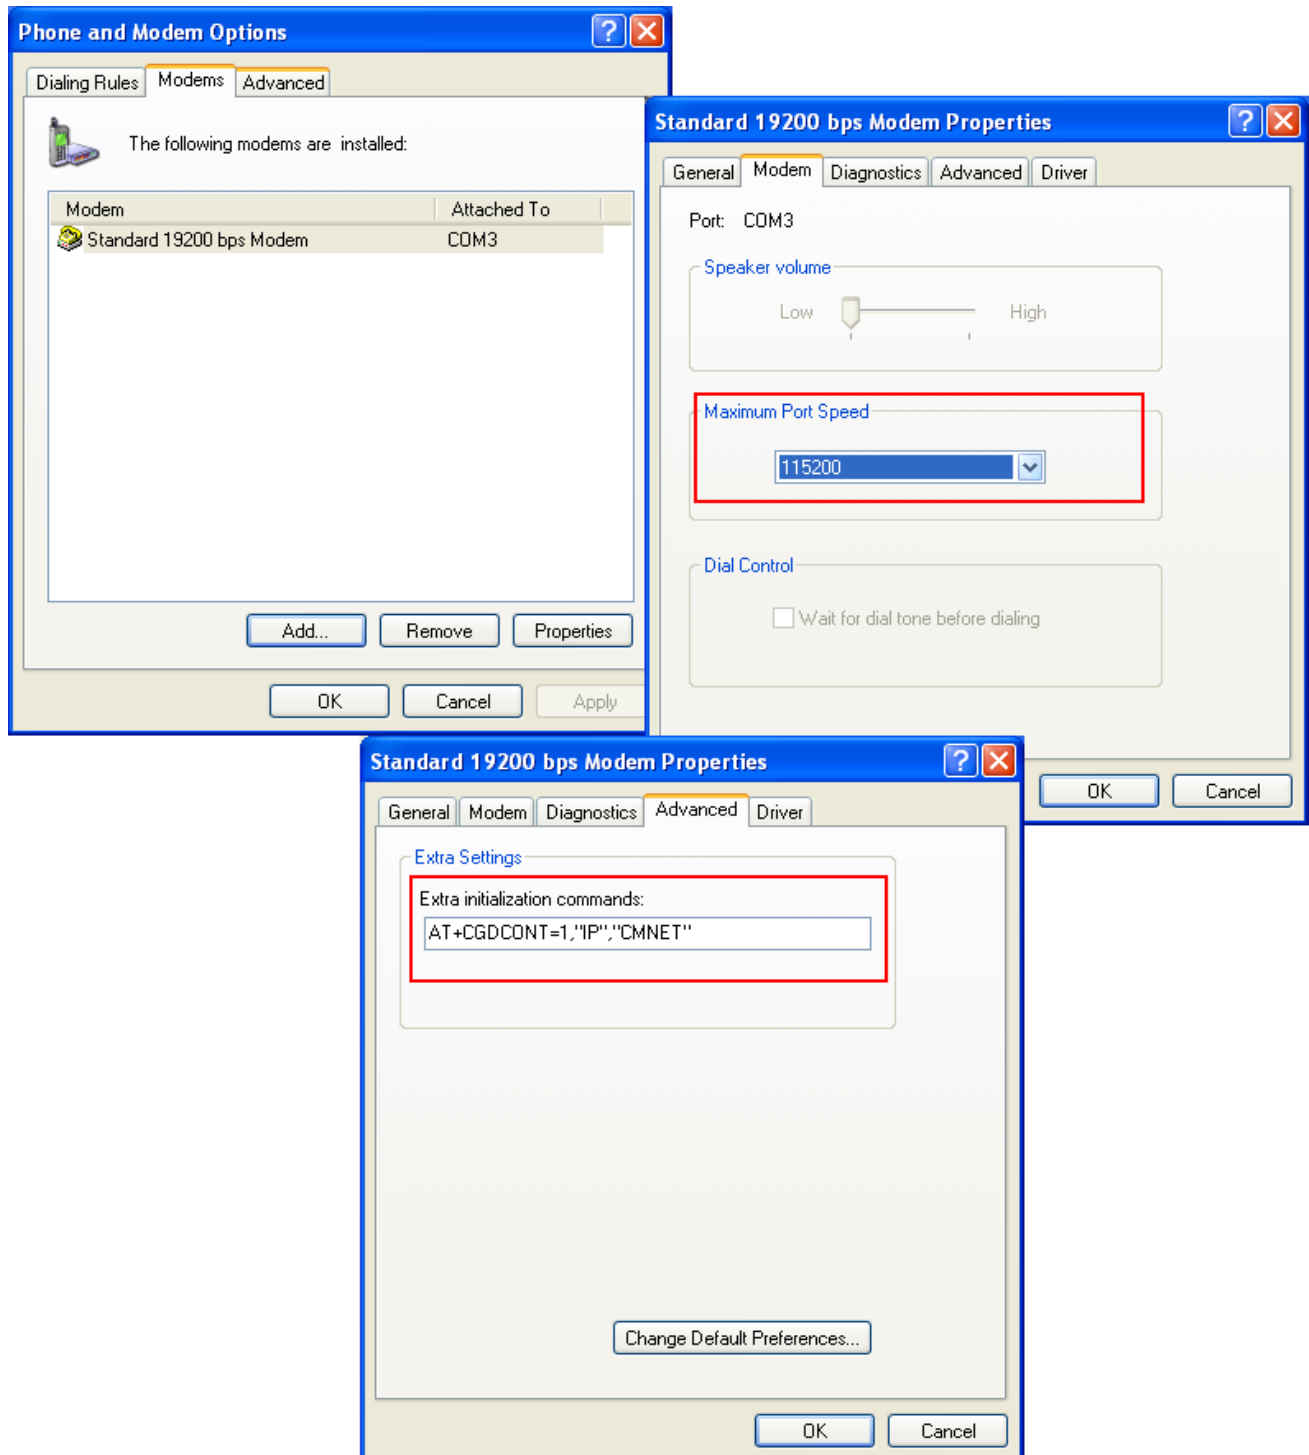 Phone and Modem Options
Dialing Rules Modems Advanced
The following modems are installed:
Modem Attached To
Standard 19200 bps Modem COM3
Add... Remove Properties
OK Cancel Apply
Standard 19200 bps Modem Properties
General Modem Diagnostics Advanced Driver
Port: COM3
Speaker volume
Low High
Maximum Port Speed
115200
Dial Control
Wait for dial tone before dialing
OK Cancel
Standard 19200 bps Modem Properties
General Modem Diagnostics Advanced Driver
Extra Settings
Extra initialization commands:
AT+CGDCONT=1,"IP","CMNET"
Change Default Preferences...
OK Cancel